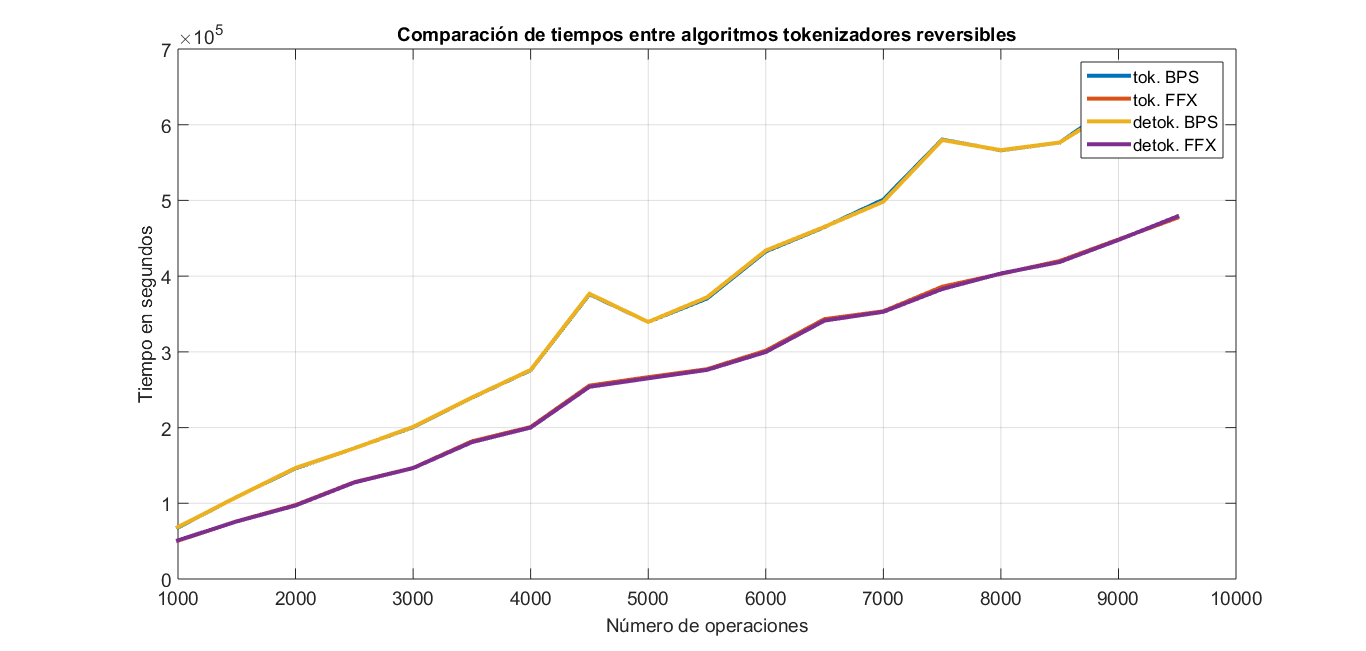 Comparación de tiempos entre algoritmos tokenizadores reversibles
×10^5
7
6
5
4
3
2
1
0
Tiempo en segundos
tok. BPS
tok. FFX
detok. BPS
detok. FFX
1000 2000 3000 4000 5000 6000 7000 8000 9000 10000
Número de operaciones